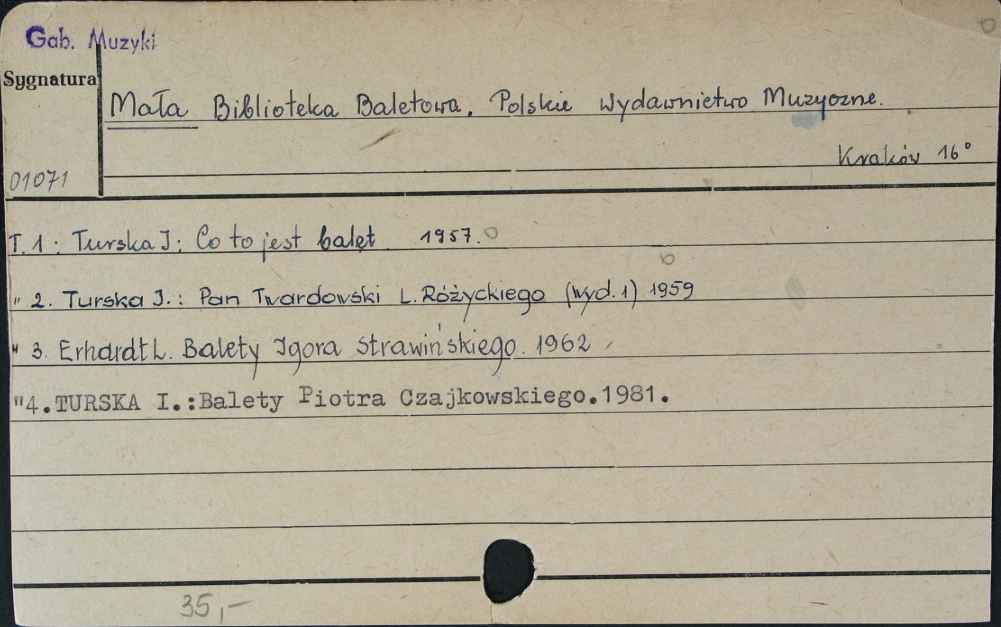 Gab. Muzyki
Sygnatura
Mała Biblioteka Baletowa. Polskie Wydawnictwo Muzyczne.
Kraków 16°
01071
T. 1. Turska J: Co to jest balet 1957.
" 2. Turska J.: Pan Twardowski L. Różyckiego (wyd. 1) 1959
" 3. Erhardt L. Balety Igora Strawińskiego. 1962
"4.TURSKA I.:Balety Piotra Czajkowskiego.1981.
35,-